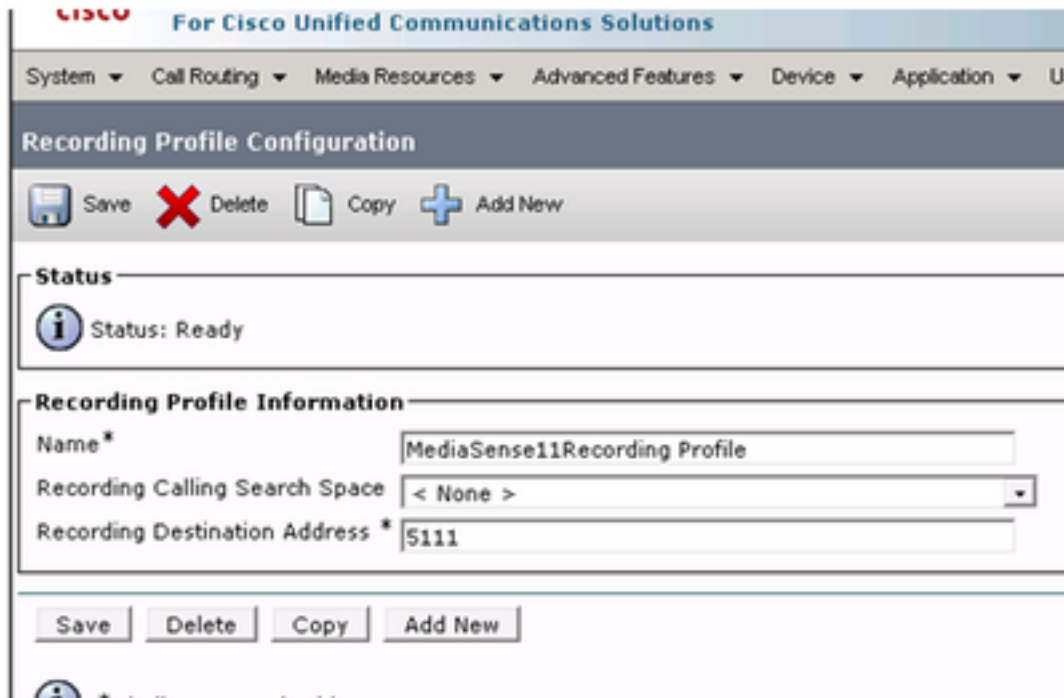 For Cisco Unified Communications Solutions
System Call Routing Media Resources Advanced Features Device Application U
Recording Profile Configuration
Save Delete Copy Add New
Status
Status: Ready
Recording Profile Information
Name* MediaSense11Recording Profile
Recording Calling Search Space < None >
Recording Destination Address * 5111
Save Delete Copy Add New